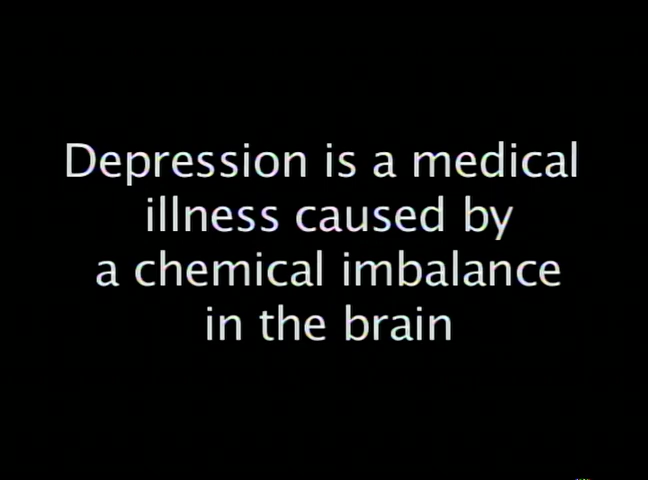 Depression is a medical
illness caused by
a chemical imbalance
in the brain